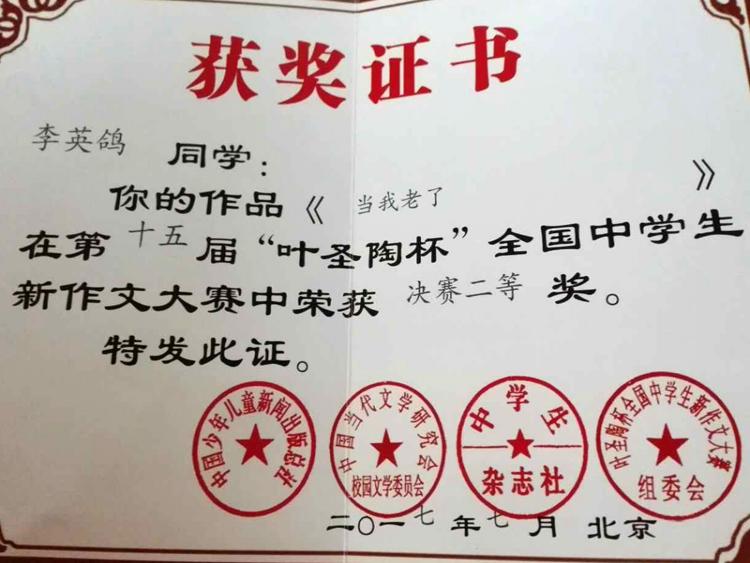 获奖证书
李英鸽 同学：
你的作品《 当我老了 》
在第十五届“叶圣陶杯”全国中学生
新作文大赛中荣获 决赛二等 奖。
特发此证。
中国少年儿童新闻出版总社
中国当代文学研究会
校园文学委员会
中学生
杂志社
叶圣陶杯全国中学生新作文大赛
组委会
二〇一七年七月 北京